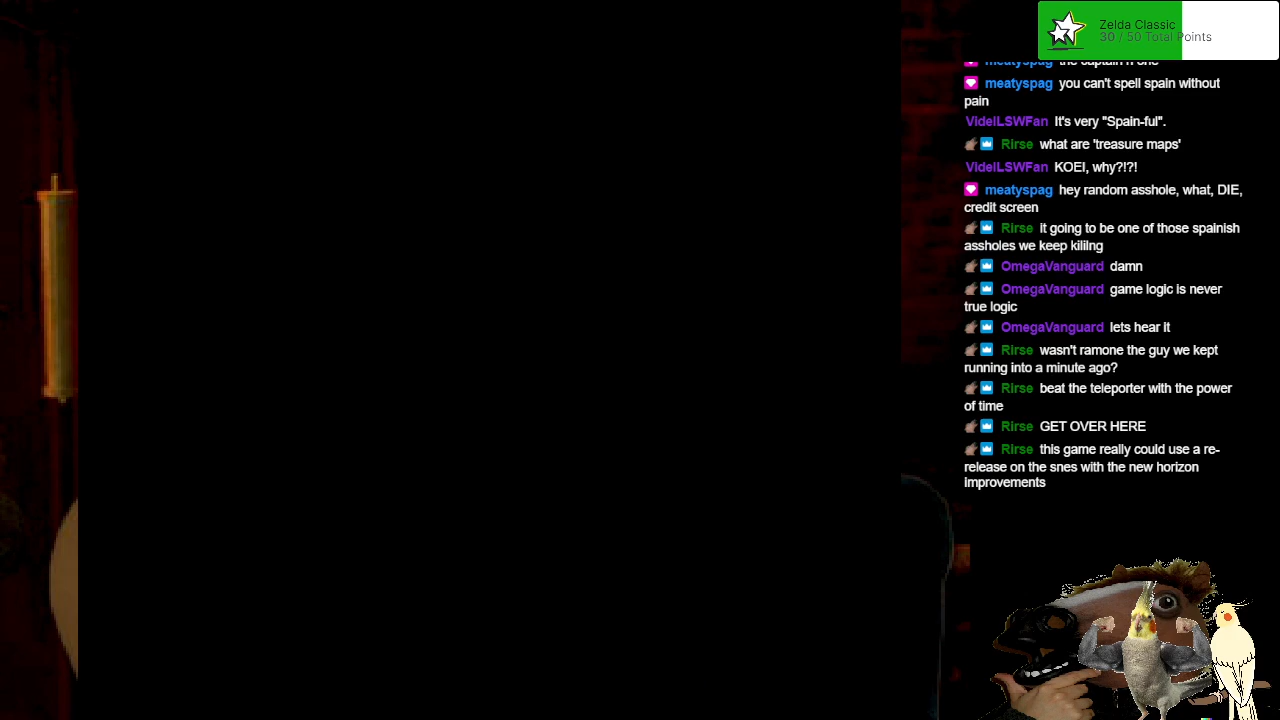 Zelda Classic
30 / 50 Total Points
meatyspag the captain n one
meatyspag you can't spell spain without
pain
VidelLSWFan It's very "Spain-ful".
Rirse what are 'treasure maps'
VidelLSWFan KOEI, why?!?!
meatyspag hey random asshole, what, DIE,
credit screen
Rirse it going to be one of those spainish
assholes we keep kililng
OmegaVanguard damn
OmegaVanguard game logic is never
true logic
OmegaVanguard lets hear it
Rirse wasn't ramone the guy we kept
running into a minute ago?
Rirse beat the teleporter with the power
of time
Rirse GET OVER HERE
Rirse this game really could use a re-
release on the snes with the new horizon
improvements